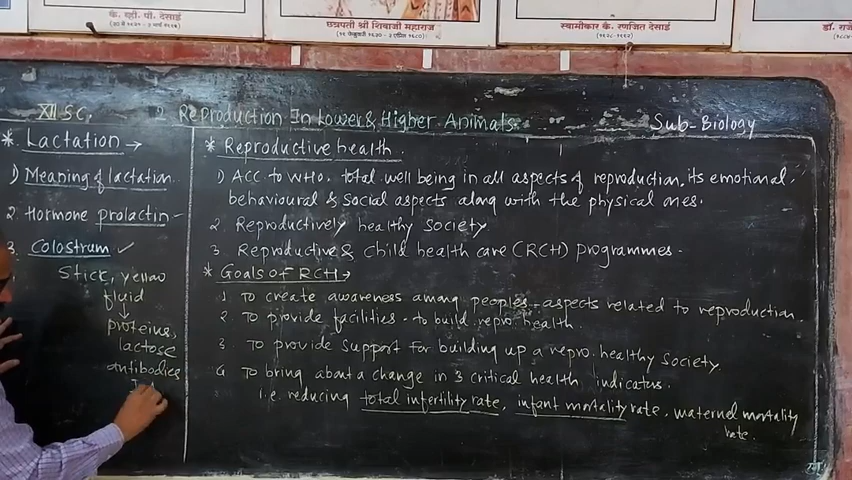 के. व्ही. पी. देसाई
छत्रपती श्री शिवाजी महाराज
स्वामीकार कै. रणजित देसाई
(१९२८-१९९२)
डॉ. राजे
XII SC.
2 Reproduction In Lower & Higher Animals
Sub-Biology
* Lactation →
1) Meaning of lactation
2. Hormone prolactin -
3. Colostrum ✓
Stick, yellow
fluid
↓
proteins,
lactose
antibodies
* Reproductive health
1) Acc to WHO. total well being in all aspects of reproduction, its emotional,
behavioural & social aspects along with the physical ones.
2. Reproductively healthy society.
3. Reproductive & child health care (RCH) programmes -
* Goals of RCH →
1. To create awareness among peoples - aspects related to reproduction.
2. To provide facilities - to build repro. health.
3. To provide support for building up a repro. healthy society.
4 To bring about a change in 3 critical health indicators.
i.e. reducing total infertility rate, infant mortality rate, maternel mortality
rate.